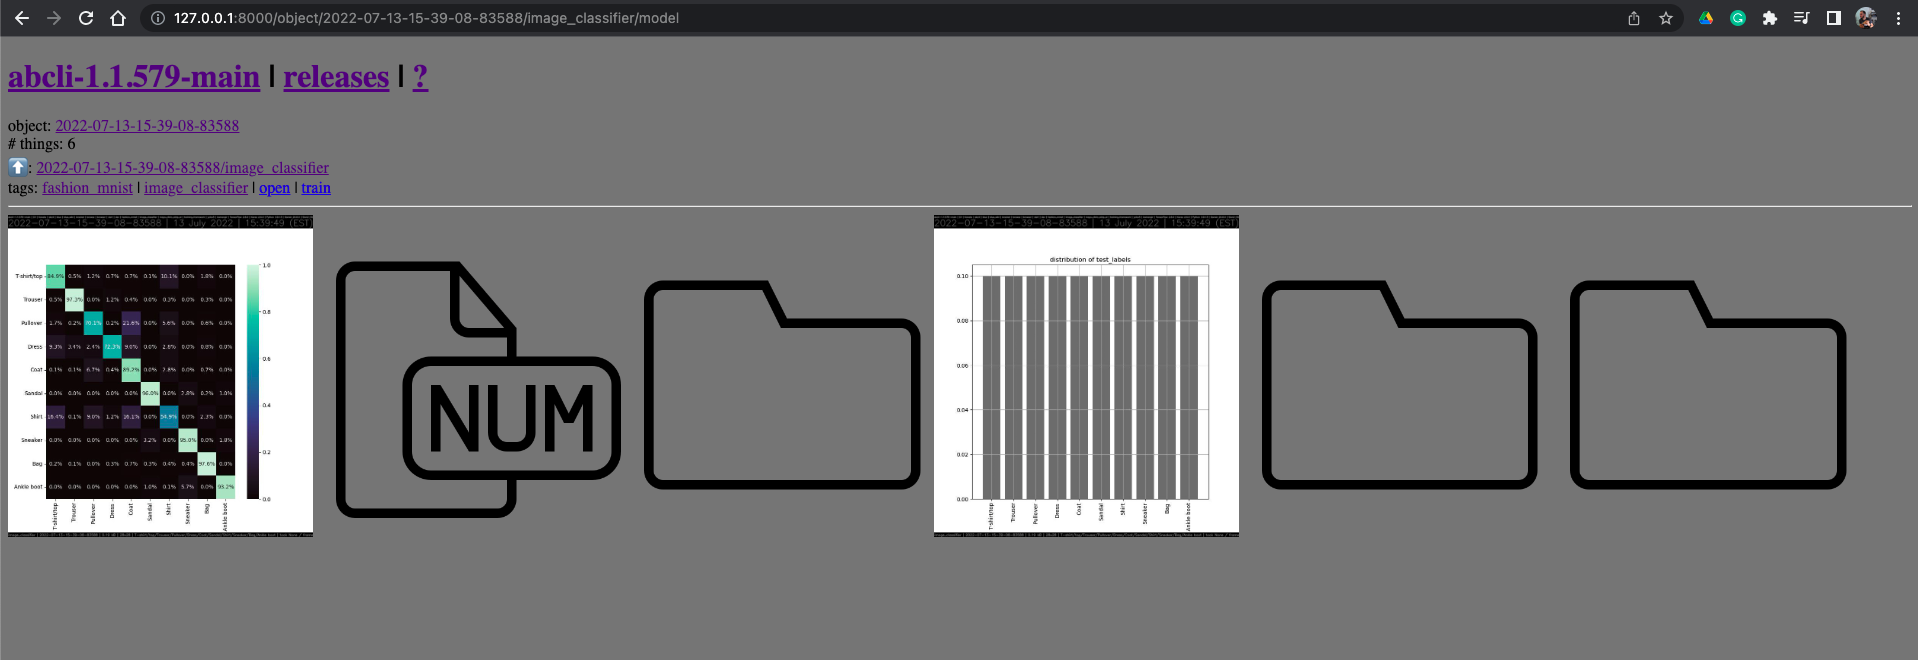 127.0.0.1:8000/object/2022-07-13-15-39-08-83588/image_classifier/model
abcli-1.1.579-main | releases | ?
object: 2022-07-13-15-39-08-83588
# things: 6
⬆️: 2022-07-13-15-39-08-83588/image_classifier
tags: fashion_mnist | image_classifier | open | train
2022-07-13-15-39-08-83588 | 13 July 2022 | 15:39:49 (EST)
T-shirt/top 84.9% 0.5% 1.2% 0.7% 0.7% 0.1% 10.1% 0.0% 1.8% 0.0%
Trouser 0.5% 97.3% 0.0% 1.2% 0.4% 0.0% 0.3% 0.0% 0.3% 0.0%
Pullover 1.7% 0.2% 70.1% 0.2% 21.6% 0.0% 5.6% 0.0% 0.6% 0.0%
Dress 9.3% 3.4% 2.4% 72.3% 9.0% 0.0% 2.8% 0.0% 0.8% 0.0%
Coat 0.1% 0.1% 6.7% 0.4% 89.2% 0.0% 2.8% 0.0% 0.7% 0.0%
Sandal 0.0% 0.0% 0.0% 0.0% 0.0% 96.0% 0.0% 2.8% 0.2% 1.0%
Shirt 16.4% 0.1% 9.0% 1.2% 16.1% 0.0% 54.9% 0.0% 2.3% 0.0%
Sneaker 0.0% 0.0% 0.0% 0.0% 0.0% 3.2% 0.0% 95.0% 0.0% 1.8%
Bag 0.2% 0.1% 0.0% 0.3% 0.7% 0.3% 0.4% 0.4% 97.6% 0.0%
Ankle boot 0.0% 0.0% 0.0% 0.0% 0.0% 1.0% 0.1% 5.7% 0.0% 93.2%
T-shirt/top Trouser Pullover Dress Coat Sandal Shirt Sneaker Bag Ankle boot
1.0
0.8
0.6
0.4
0.2
0.0
NUM
2022-07-13-15-39-08-83588 | 13 July 2022 | 15:39:49 (EST)
distribution of test_labels
0.10
0.08
0.06
0.04
0.02
0.00
T-shirt/top Trouser Pullover Dress Coat Sandal Shirt Sneaker Bag Ankle boot